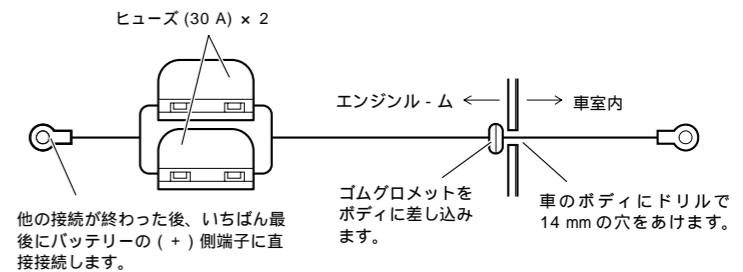 ヒューズ (30 A) × 2
エンジンル - ム
車室内
ゴムグロメットを
ボディに差し込み
ます。
車のボディにドリルで
14 mm の穴をあけます。
他の接続が終わった後、いちばん最
後にバッテリーの ( + ) 側端子に直
接接続します。